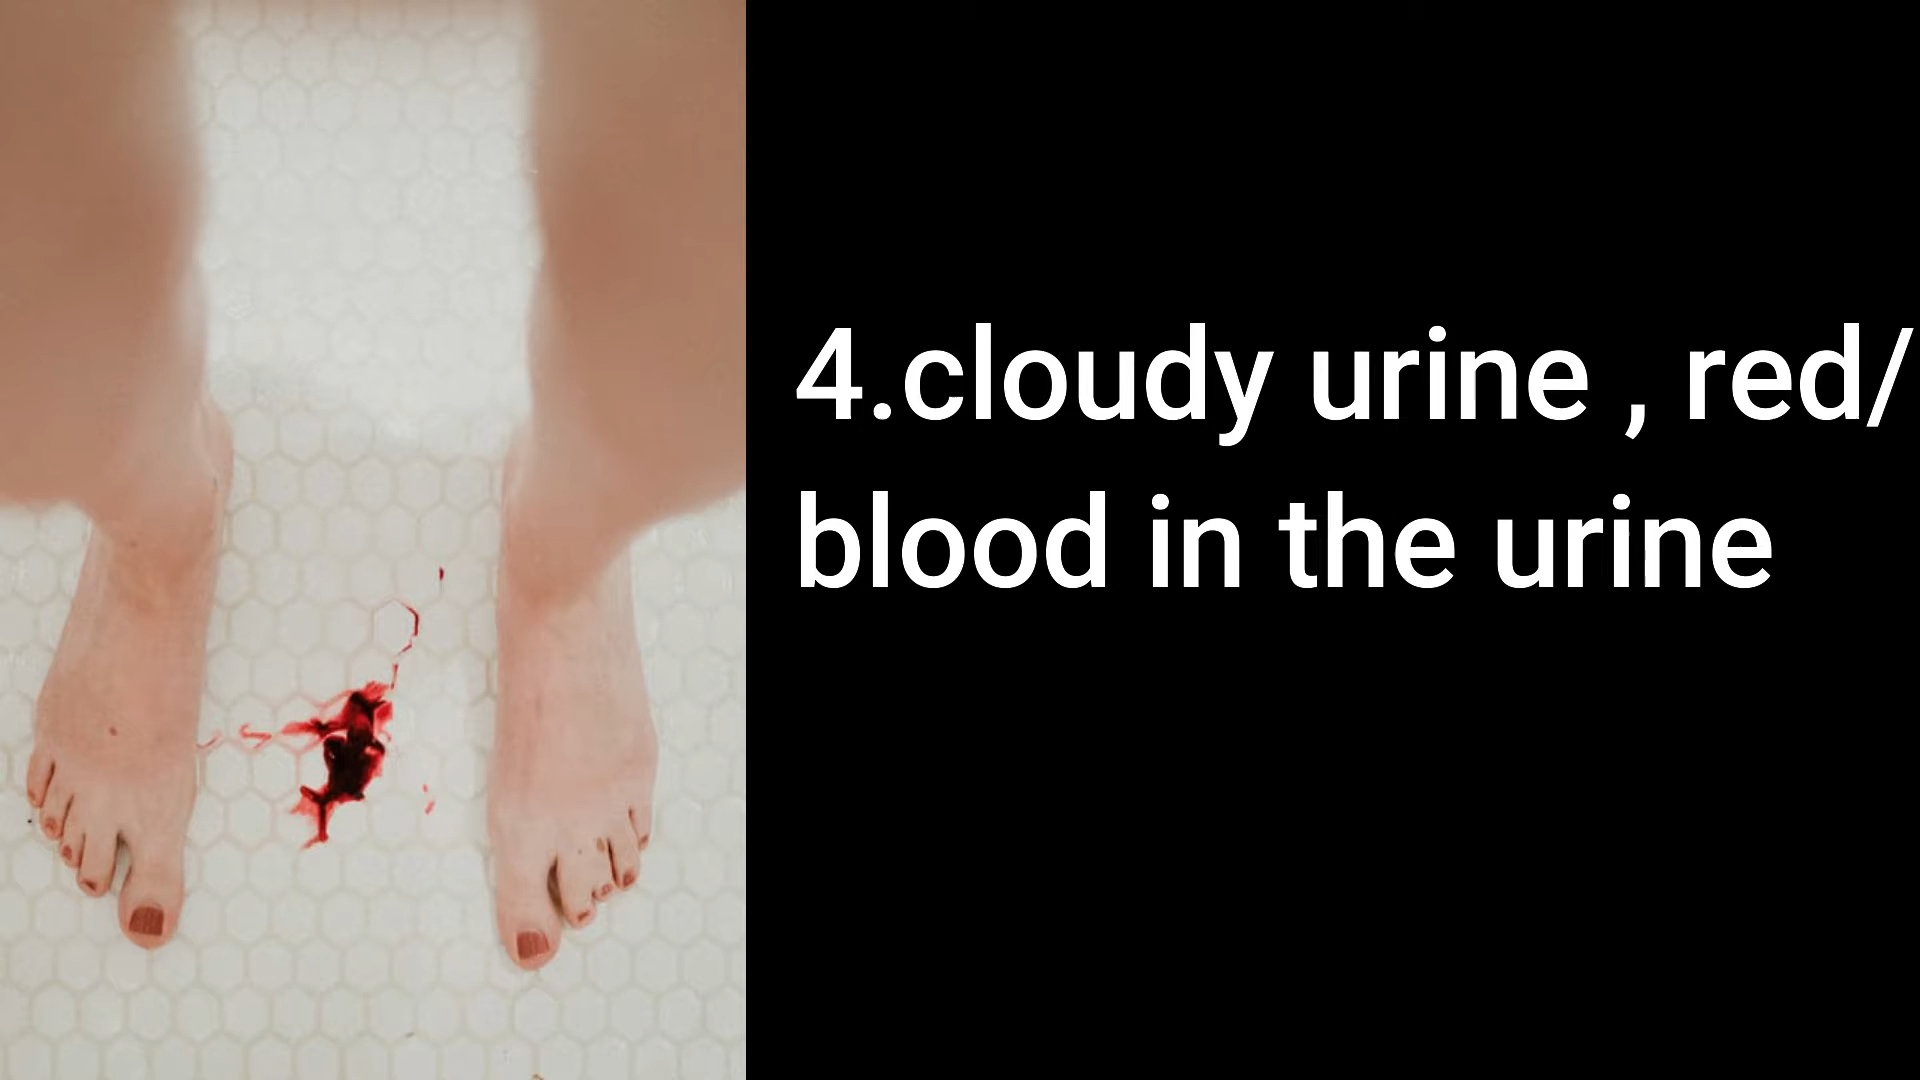 4.cloudy urine , red/
blood in the urine